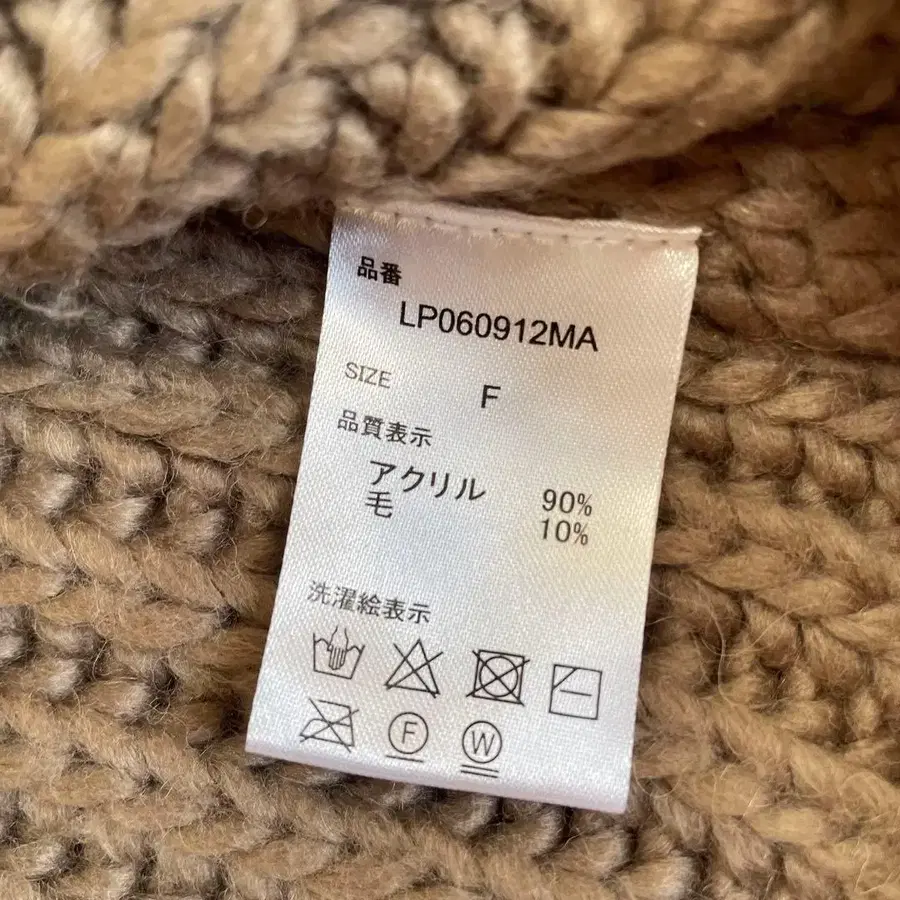 品番
LP060912MA
SIZE F
品質表示
アクリル 90%
毛 10%
洗濯絵表示
F W